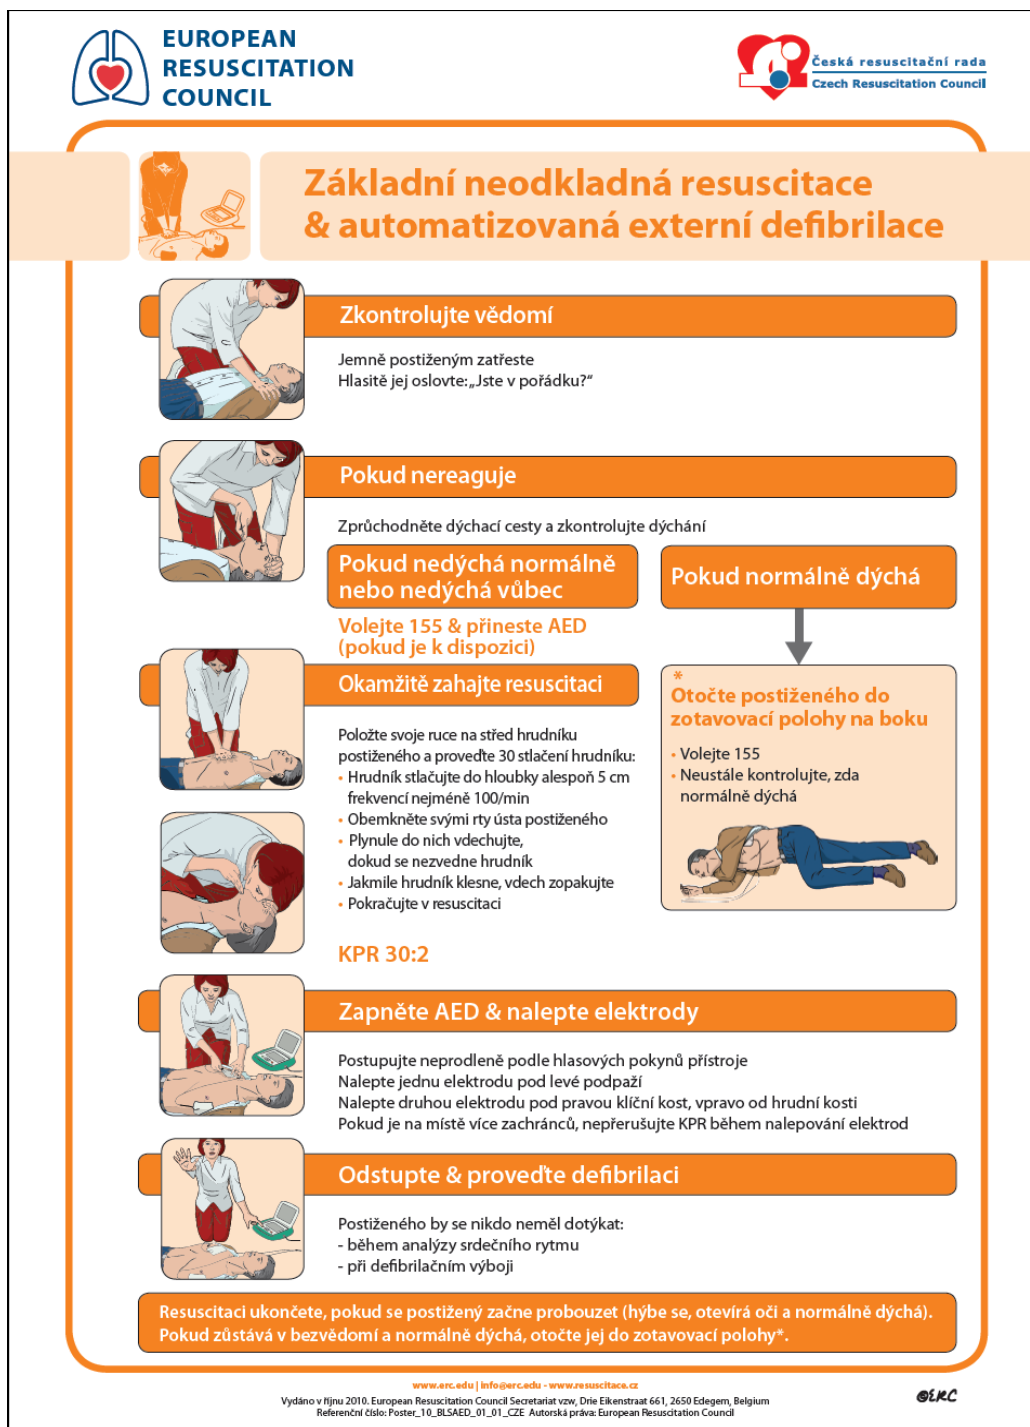 EUROPEAN
RESUSCITATION
COUNCIL
Česká resuscitační rada
Czech Resuscitation Council
Základní neodkladná resuscitace
& automatizovaná externí defibrilace
Zkontrolujte vědomí
Jemně postiženým zatřeste
Hlasitě jej oslovte: „Jste v pořádku?“
Pokud nereaguje
Zprůchodněte dýchací cesty a zkontrolujte dýchání
Pokud nedýchá normálně
nebo nedýchá vůbec
Volejte 155 & přineste AED
(pokud je k dispozici)
Okamžitě zahajte resuscitaci
Položte svoje ruce na střed hrudníku
postiženého a proveďte 30 stlačení hrudníku:
• Hrudník stlačujte do hloubky alespoň 5 cm
frekvencí nejméně 100/min
• Obemkněte svými rty ústa postiženého
• Plynule do nich vdechujte,
dokud se nezvedne hrudník
• Jakmile hrudník klesne, vdech zopakujte
• Pokračujte v resuscitaci
KPR 30:2
Pokud normálně dýchá
*
Otočte postiženého do
zotavovací polohy na boku
• Volejte 155
• Neustále kontrolujte, zda
normálně dýchá
Zapněte AED & nalepte elektrody
Postupujte neprodleně podle hlasových pokynů přístroje
Nalepte jednu elektrodu pod levé podpaží
Nalepte druhou elektrodu pod pravou klíční kost, vpravo od hrudní kosti
Pokud je na místě více zachránců, nepřerušujte KPR během nalepování elektrod
Odstupte & proveďte defibrilaci
Postiženého by se nikdo neměl dotýkat:
- během analýzy srdečního rytmu
- při defibrilačním výboji
Resuscitaci ukončete, pokud se postižený začne probouzet (hýbe se, otevírá oči a normálně dýchá).
Pokud zůstává v bezvědomí a normálně dýchá, otočte jej do zotavovací polohy*.
www.erc.edu | info@erc.edu - www.resuscitace.cz
Vydáno v říjnu 2010. European Resuscitation Council Secretariat vzw, Drie Eikenstraat 661, 2650 Edegem, Belgium
Referenční číslo: Poster_10_BLSAED_01_01_CZE Autorská práva: European Resuscitation Council
©ERC